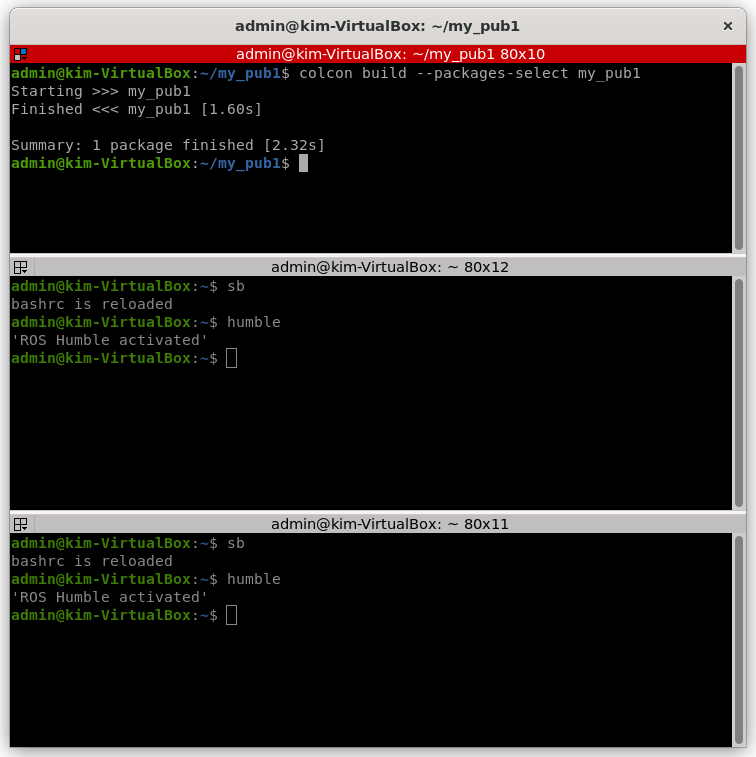 admin@kim-VirtualBox: ~/my_pub1
admin@kim-VirtualBox: ~/my_pub1 80x10
admin@kim-VirtualBox:~/my_pub1$ colcon build --packages-select my_pub1
Starting >>> my_pub1
Finished <<< my_pub1 [1.60s]
Summary: 1 package finished [2.32s]
admin@kim-VirtualBox:~/my_pub1$
admin@kim-VirtualBox: ~ 80x12
admin@kim-VirtualBox:~$ sb
bashrc is reloaded
admin@kim-VirtualBox:~$ humble
'ROS Humble activated'
admin@kim-VirtualBox:~$
admin@kim-VirtualBox: ~ 80x11
admin@kim-VirtualBox:~$ sb
bashrc is reloaded
admin@kim-VirtualBox:~$ humble
'ROS Humble activated'
admin@kim-VirtualBox:~$